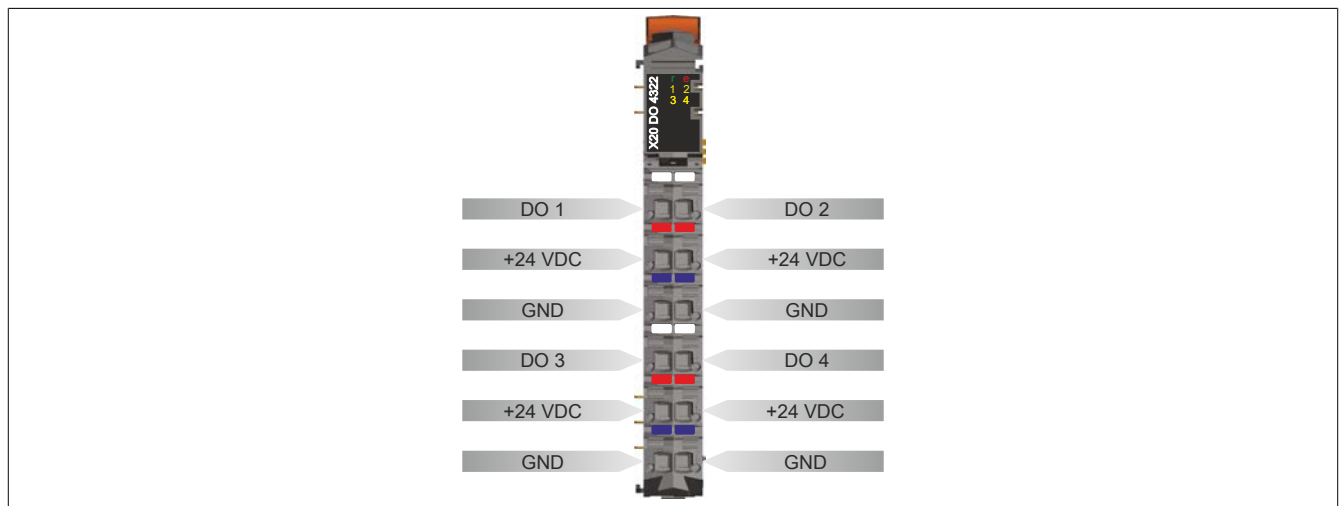 X20 DO 4322
r e
1 2
3 4
DO 1 DO 2
+24 VDC +24 VDC
GND GND
DO 3 DO 4
+24 VDC +24 VDC
GND GND